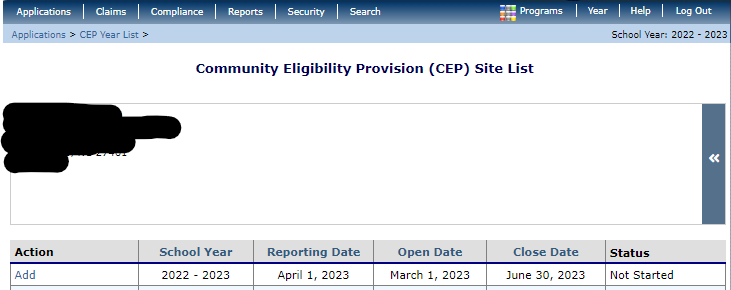 Applications Claims Compliance Reports Security Search Programs Year Help Log Out
Applications > CEP Year List > School Year: 2022 - 2023
Community Eligibility Provision (CEP) Site List
«
Action School Year Reporting Date Open Date Close Date Status
Add 2022 - 2023 April 1, 2023 March 1, 2023 June 30, 2023 Not Started